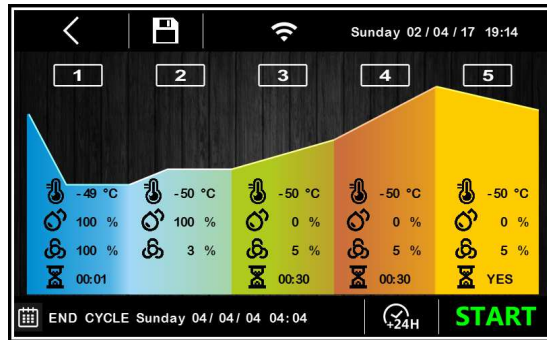 Sunday 02 / 04 / 17 19:14
1 2 3 4 5
-49 °C -50 °C -50 °C -50 °C -50 °C
100 % 100 % 0 % 0 % 0 %
100 % 3 % 5 % 5 % 5 %
00:01 00:30 00:30 YES
END CYCLE Sunday 04 / 04 / 04 04:04 +24H START